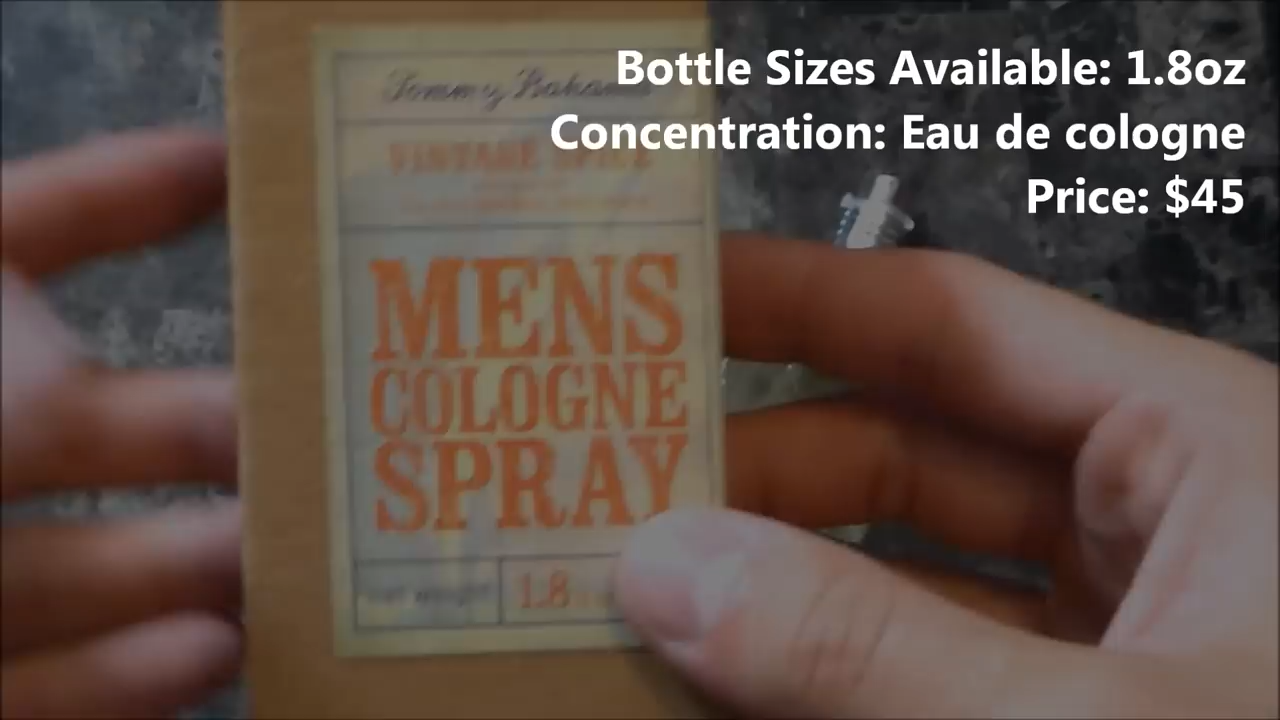 Bottle Sizes Available: 1.8oz
Concentration: Eau de cologne
Price: $45
Tommy Bahama
VINTAGE SPICE
MENS
COLOGNE
SPRAY
1.8